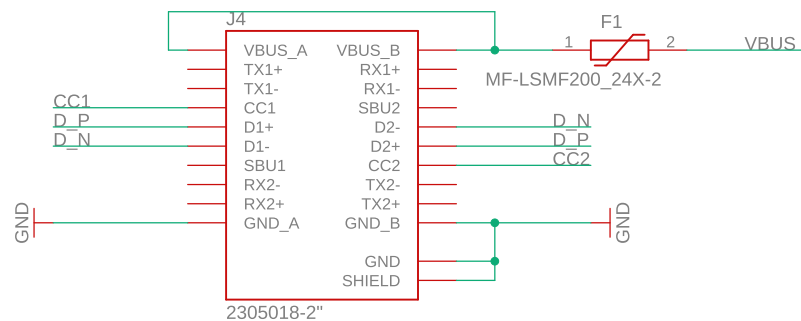 J4
F1
VBUS_A VBUS_B 1 2 VBUS
TX1+ RX1+
TX1- RX1- MF-LSMF200_24X-2
CC1 CC1 SBU2
D_P D1+ D2- D_N
D_N D1- D2+ D_P
SBU1 CC2 CC2
RX2- TX2-
RX2+ TX2+
GND GND_A GND_B GND
GND
SHIELD
2305018-2"